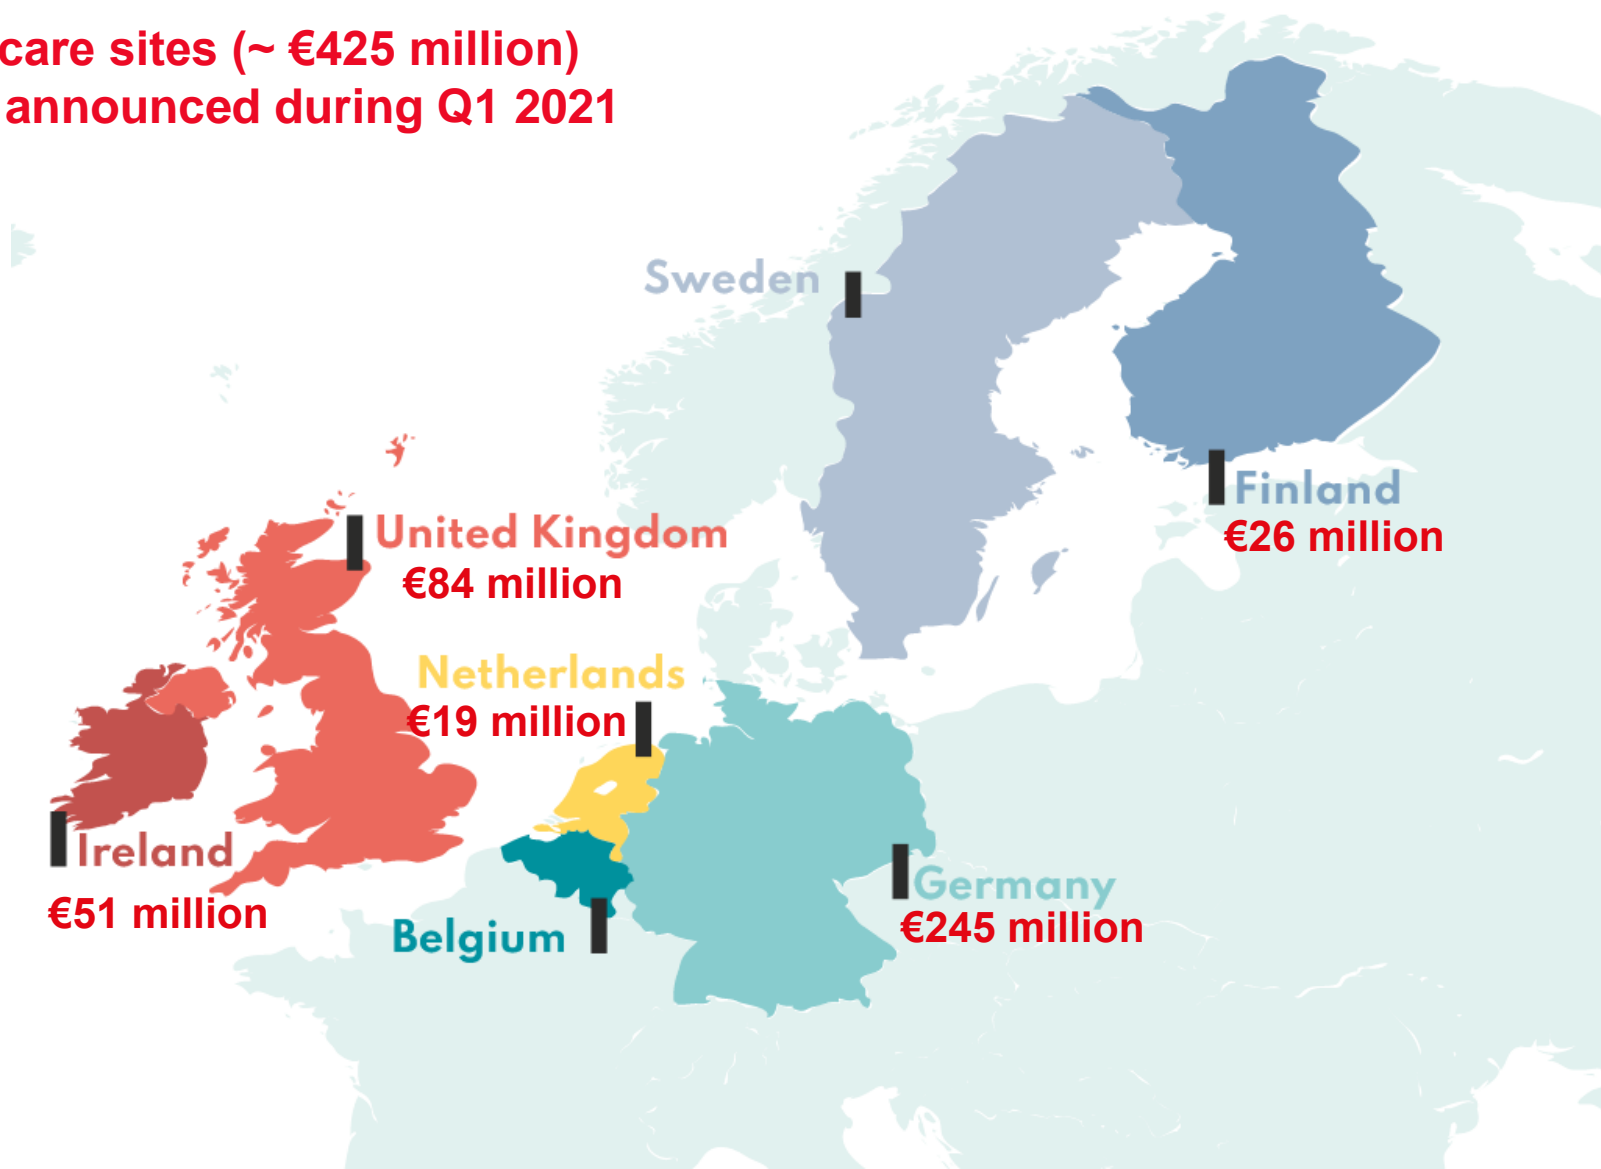 care sites (~ €425 million)
announced during Q1 2021
Sweden
Finland
€26 million
United Kingdom
€84 million
Netherlands
€19 million
Ireland
€51 million
Germany
€245 million
Belgium